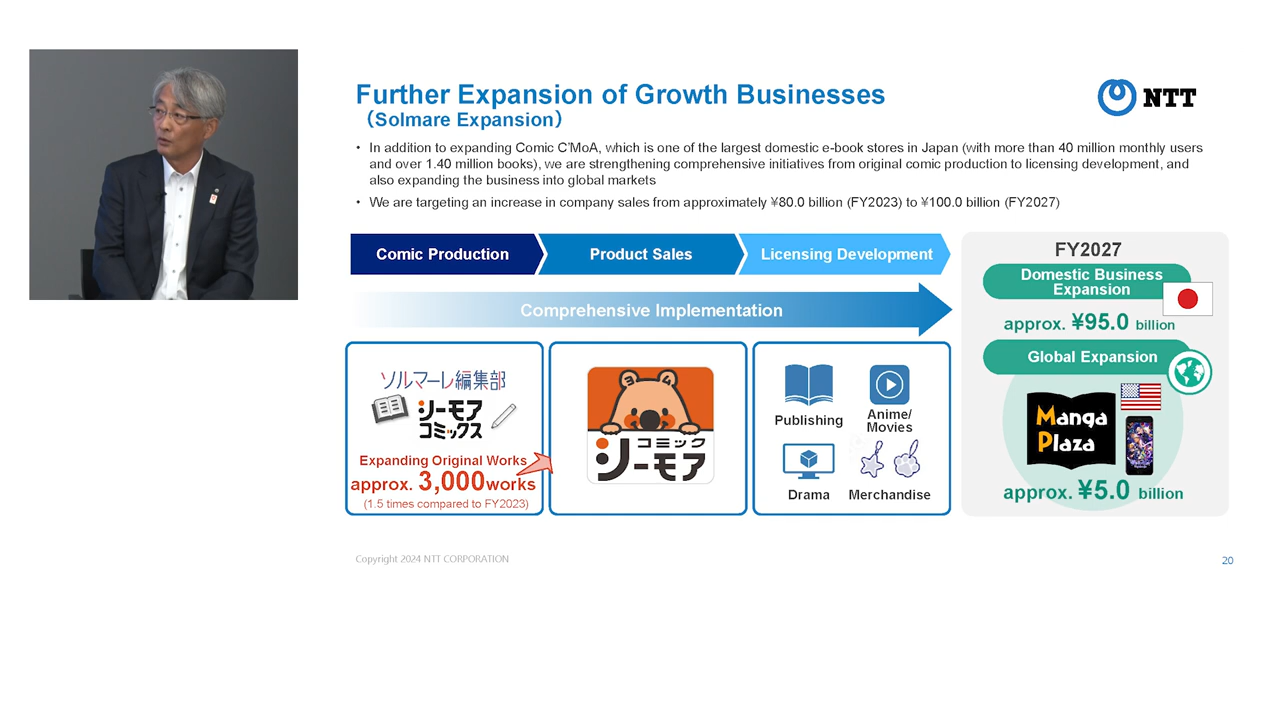 Further Expansion of Growth Businesses
（Solmare Expansion）
NTT
• In addition to expanding Comic C'MoA, which is one of the largest domestic e-book stores in Japan (with more than 40 million monthly users
and over 1.40 million books), we are strengthening comprehensive initiatives from original comic production to licensing development, and
also expanding the business into global markets
• We are targeting an increase in company sales from approximately ¥80.0 billion (FY2023) to ¥100.0 billion (FY2027)
Comic Production
Product Sales
Licensing Development
Comprehensive Implementation
ソルマーレ編集部
シーモア
コミックス
Expanding Original Works
approx. 3,000works
(1.5 times compared to FY2023)
コミック
シーモア
Publishing
Anime/
Movies
Drama
Merchandise
FY2027
Domestic Business
Expansion
approx. ¥95.0 billion
Global Expansion
Manga
Plaza
approx. ¥5.0 billion
Copyright 2024 NTT CORPORATION
20